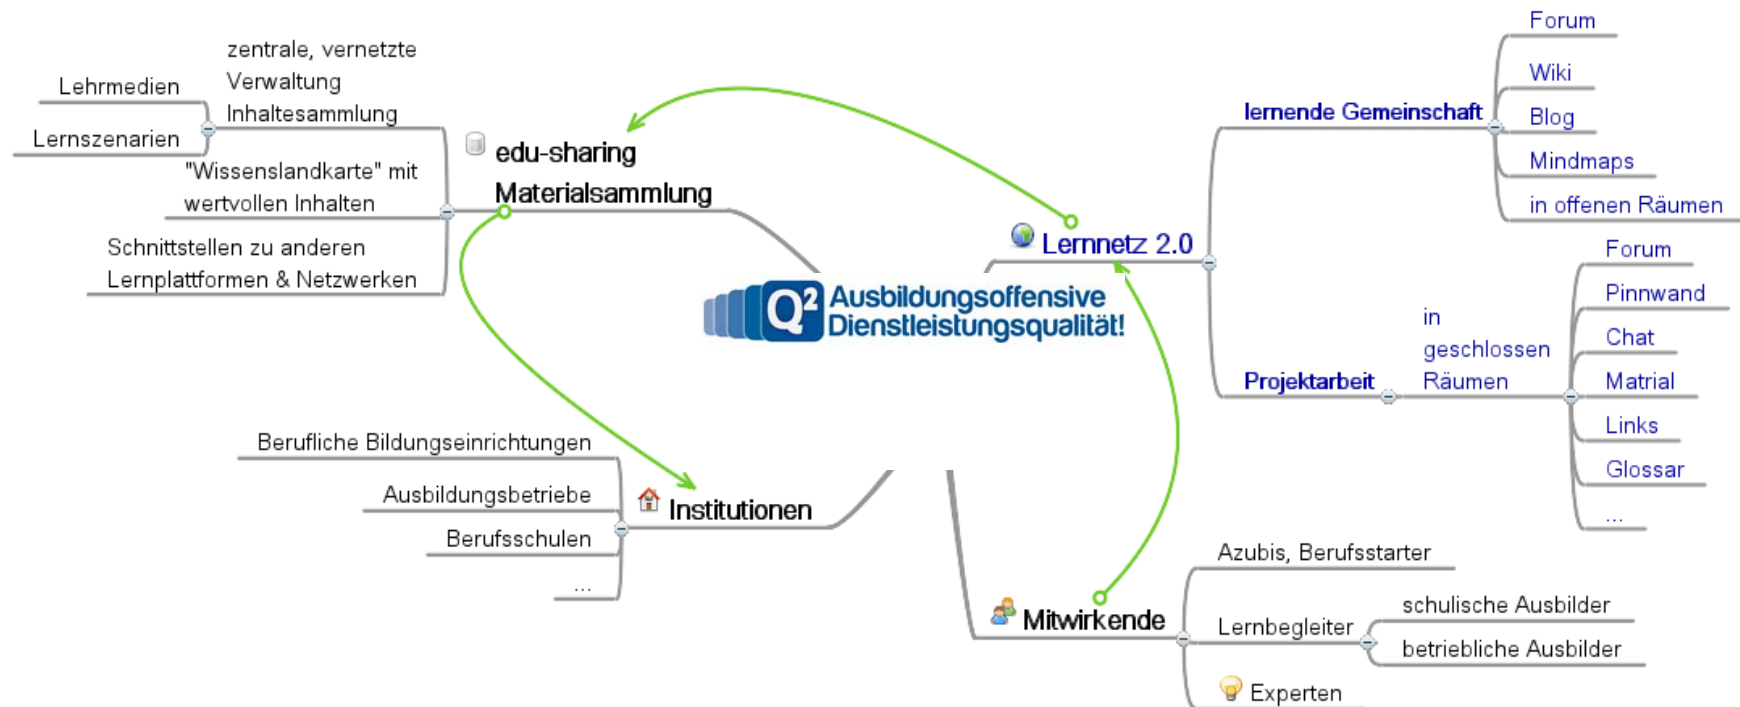 zentrale, vernetzte
Verwaltung
Inhaltesammlung
Lehrmedien
Lernszenarien
"Wissenslandkarte" mit
wertvollen Inhalten
Schnittstellen zu anderen
Lernplattformen & Netzwerken
edu-sharing
Materialsammlung
Q2 Ausbildungsoffensive
Dienstleistungsqualität!
Lernnetz 2.0
lernende Gemeinschaft
Forum
Wiki
Blog
Mindmaps
in offenen Räumen
Projektarbeit
in
geschlossen
Räumen
Forum
Pinnwand
Chat
Matrial
Links
Glossar
...
Berufliche Bildungseinrichtungen
Ausbildungsbetriebe
Berufsschulen
...
Institutionen
Mitwirkende
Azubis, Berufsstarter
Lernbegleiter
schulische Ausbilder
betriebliche Ausbilder
Experten